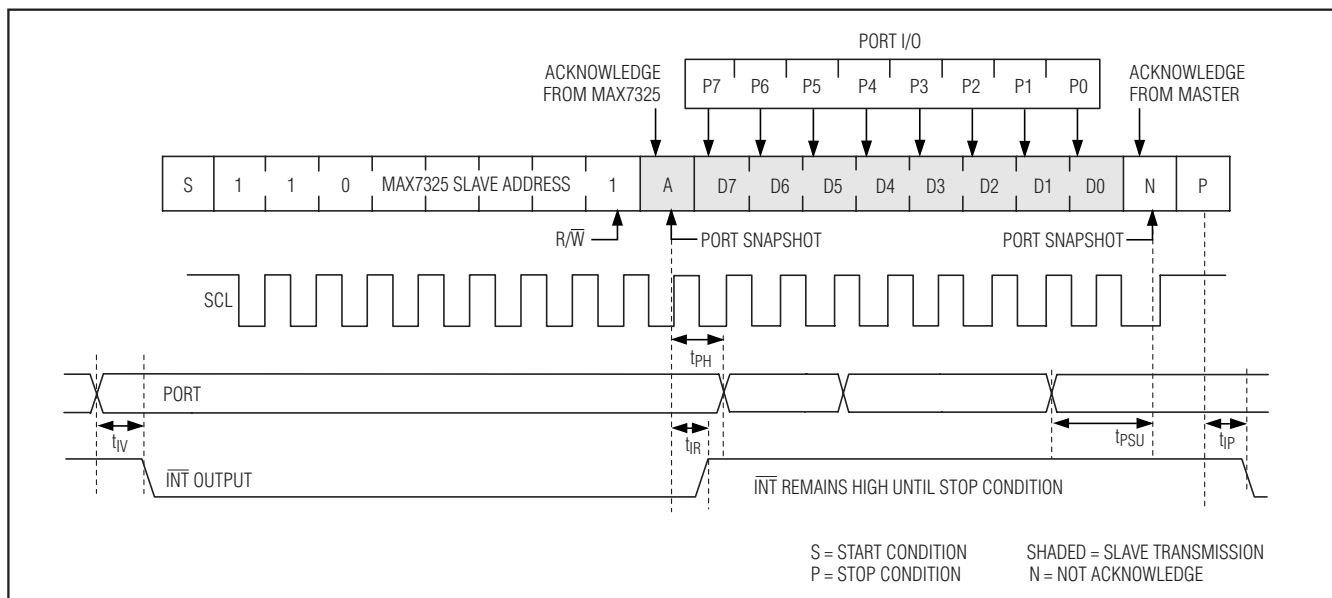 PORT I/O
ACKNOWLEDGE
FROM MAX7325
P7 P6 P5 P4 P3 P2 P1 P0
ACKNOWLEDGE
FROM MASTER
S 1 1 0 MAX7325 SLAVE ADDRESS 1 A D7 D6 D5 D4 D3 D2 D1 D0 N P
R/W̅
PORT SNAPSHOT
PORT SNAPSHOT
SCL
tPH
PORT
tIV
tIR
tPSU
tIP
I̅N̅T̅ OUTPUT
I̅N̅T̅ REMAINS HIGH UNTIL STOP CONDITION
S = START CONDITION SHADED = SLAVE TRANSMISSION
P = STOP CONDITION N = NOT ACKNOWLEDGE